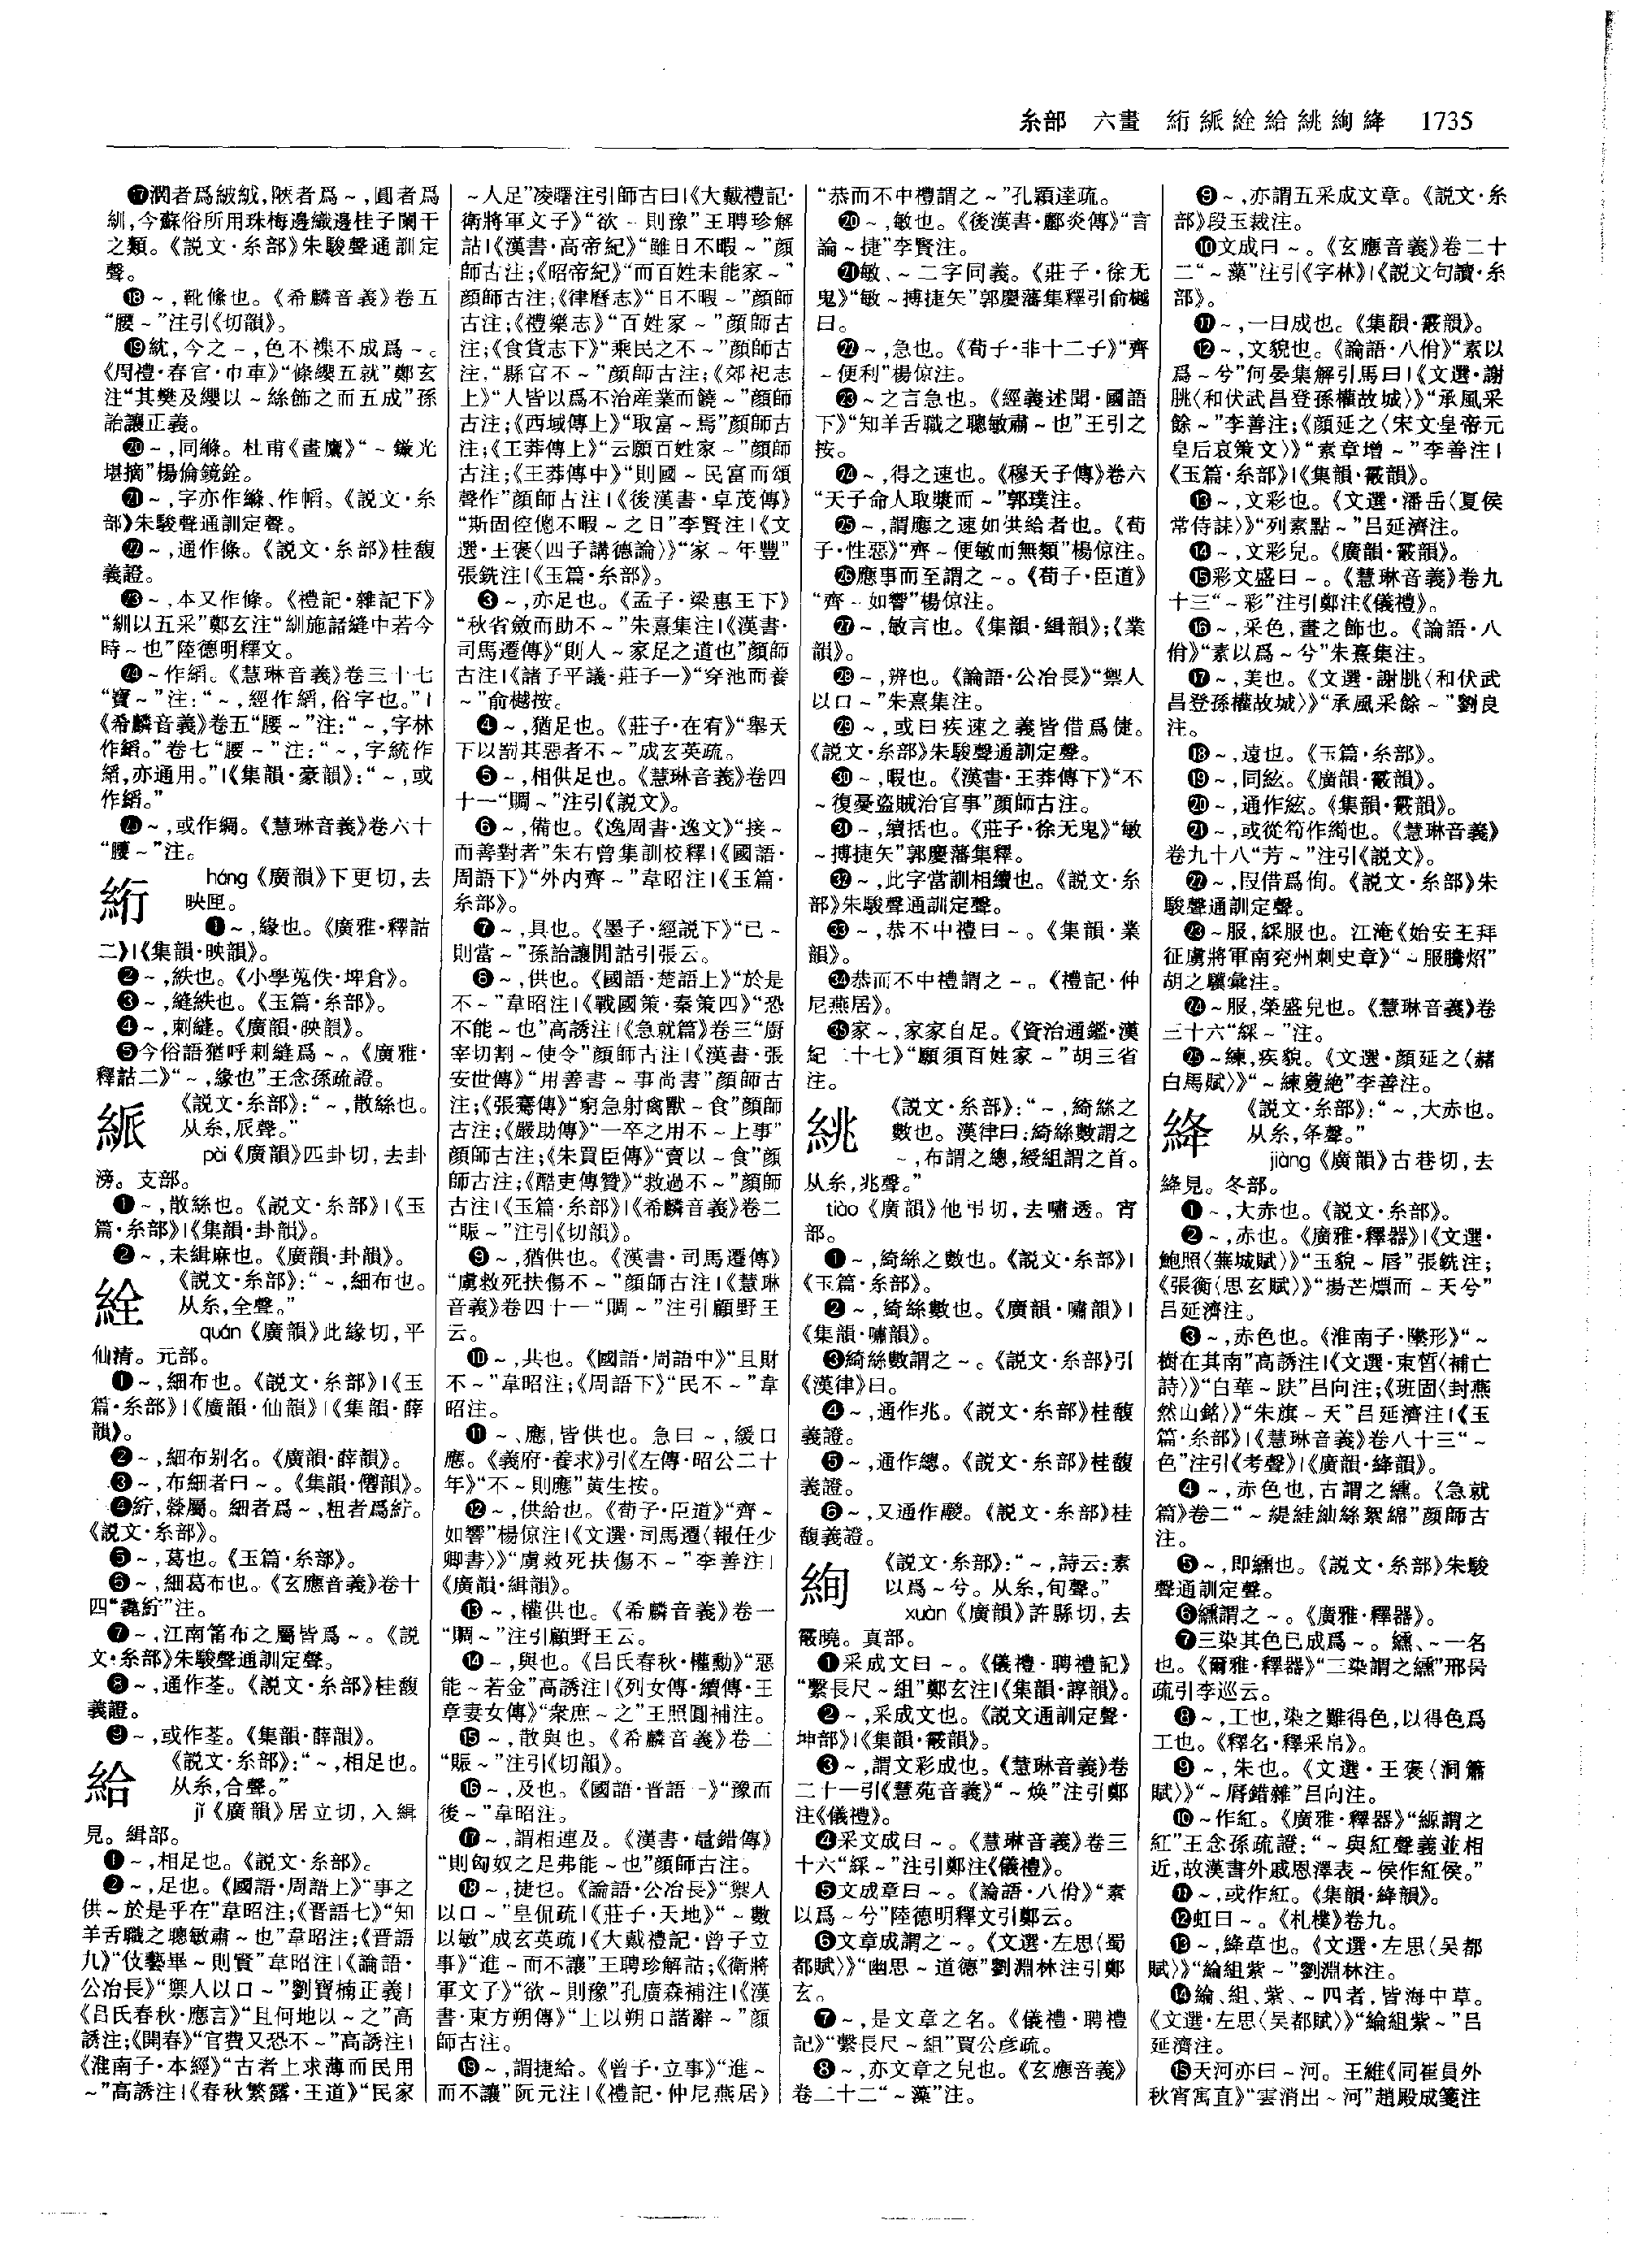 糸部　六畫　絎紙絟給絩絢絳　1735
⓱潤者爲紱絨,陜者爲～,圓者爲
紃,今蘇俗所用珠梅邊織邊桂子闌干
之類。《説文·糸部》朱駿聲通訓定
聲。
⓲～,靴絛也。《希麟音義》卷五
“腰～”注引《切韻》。
⓳紞,今之～,色不襍不成爲～。
《周禮·春官·巾車》“條纓五就”鄭玄
注“其樊及纓以～絲飾之而五成”孫
詒讓正義。
⓴～,同縧。杜甫《畫鷹》“～鏇光
堪摘”楊倫鏡銓。
㉑～,字亦作縧、作幍。《説文·糸
部》朱駿聲通訓定聲。
㉒～,通作條。《説文·糸部》桂馥
義證。
㉓～,本又作條。《禮記·雜記下》
“紃以五采”鄭玄注“紃施諸縫中若今
時～也”陸德明釋文。
㉔～作縚。《慧琳音義》卷三十七
“寶～”注:“～,經作縚,俗字也。”|
《希麟音義》卷五“腰～”注:“～,字林
作縚。”卷七“腰～”注:“～,字統作
縚,亦通用。”|《集韻·豪韻》:“～,或
作縚。”
㉕～,或作綢。《慧琳音義》卷六十
“腰～”注。
絎　háng《廣韻》下更切,去
映匣。
❶～,緣也。《廣雅·釋詁
二》|《集韻·映韻》。
❷～,紩也。《小學蒐佚·埤倉》。
❸～,縫紩也。《玉篇·糸部》。
❹～,刺縫。《廣韻·映韻》。
❺今俗語猶呼刺縫爲～。《廣雅·
釋詁二》“～,緣也”王念孫疏證。
𥿯　《説文·糸部》:“～,散絲也。
从糸,𠂢聲。”
pài《廣韻》匹卦切,去卦
滂。支部。
❶～,散絲也。《説文·糸部》|《玉
篇·糸部》|《集韻·卦韻》。
❷～,未緝麻也。《廣韻·卦韻》。
絟　《説文·糸部》:“～,細布也。
从糸,全聲。”
quán《廣韻》此緣切,平
仙清。元部。
❶～,細布也。《説文·糸部》|《玉
篇·糸部》|《廣韻·仙韻》|《集韻·薛
韻》。
❷～,細布别名。《廣韻·薛韻》。
❸～,布細者曰～。《集韻·僊韻》。
❹紵,檾屬。細者爲～,粗者爲紵。
《説文·糸部》。
❺～,葛也。《玉篇·糸部》。
❻～,細葛布也。《玄應音義》卷十
四“毳紵”注。
❼～,江南筩布之屬皆爲～。《説
文·糸部》朱駿聲通訓定聲。
❽～,通作荃。《説文·糸部》桂馥
義證。
❾～,或作荃。《集韻·薛韻》。
給　《説文·糸部》:“～,相足也。
从糸,合聲。”
jǐ《廣韻》居立切,入緝
見。緝部。
❶～,相足也。《説文·糸部》。
❷～,足也。《國語·周語上》“事之
供～於是乎在”韋昭注;《晉語七》“知
羊舌職之聰敏肅～也”韋昭注;《晉語
九》“伎藝畢～則賢”韋昭注|《論語·
公冶長》“禦人以口～”劉寶楠正義|
《吕氏春秋·應言》“且何地以～之”高
誘注;《開春》“官費又恐不～”高誘注|
《淮南子·本經》“古者上求薄而民用
～”高誘注|《春秋繁露·王道》“民家
～人足”凌曙注引師古曰|《大戴禮記·
衛將軍文子》“欲～則豫”王聘珍解
詁|《漢書·高帝紀》“雖日不暇～”顔
師古注;《昭帝紀》“而百姓未能家～”
顔師古注;《律曆志》“日不暇～”顔師
古注;《禮樂志》“百姓家～”顔師古
注;《食貨志下》“乘民之不～”顔師古
注,“縣官不～”顔師古注;《郊祀志
上》“人皆以爲不治産業而饒～”顔師
古注;《西域傳上》“取富～焉”顔師古
注;《王莽傳上》“云願百姓家～”顔師
古注;《王莽傳中》“則國～民富而頌
聲作”顔師古注|《後漢書·卓茂傳》
“斯固倥傯不暇～之日”李賢注|《文
選·王褒〈四子講德論〉》“家～年豐”
張銑注|《玉篇·糸部》。
❸～,亦足也。《孟子·梁惠王下》
“秋省斂而助不～”朱熹集注|《漢書·
司馬遷傳》“則人～家足之道也”顔師
古注|《諸子平議·莊子一》“穿池而養
～”俞樾按。
❹～,猶足也。《莊子·在宥》“舉天
下以罰其惡者不～”成玄英疏。
❺～,相供足也。《慧琳音義》卷四
十一“賙～”注引《説文》。
❻～,備也。《逸周書·逸文》“接～
而善對者”朱右曾集訓校釋|《國語·
周語下》“外内齊～”韋昭注|《玉篇·
糸部》。
❼～,具也。《墨子·經説下》“已～
則當～”孫詒讓閒詁引張云。
❽～,供也。《國語·楚語上》“於是
不～”韋昭注|《戰國策·秦策四》“恐
不能～也”高誘注|《急就篇》卷三“廚
宰切割～使令”顔師古注|《漢書·張
安世傳》“用善書～事尚書”顔師古
注;《張騫傳》“窮急射禽獸～食”顔師
古注;《嚴助傳》“一卒之用不～上事”
顔師古注;《朱買臣傳》“賣以～食”顔
師古注;《酷吏傳贊》“救過不～”顔師
古注|《玉篇·糸部》|《希麟音義》卷二
“賑～”注引《切韻》。
❾～,猶供也。《漢書·司馬遷傳》
“虜救死扶傷不～”顔師古注|《慧琳
音義》卷四十一“賙～”注引顧野王
云。
❿～,共也。《國語·周語中》“且財
不～”韋昭注;《周語下》“民不～”韋
昭注。
⓫～、應,皆供也。急曰～,緩曰
應。《義府·養求》引《左傳·昭公二十
年》“不～則應”黄生按。
⓬～,供給也。《荀子·臣道》“齊～
如響”楊倞注|《文選·司馬遷〈報任少
卿書〉》“虜救死扶傷不～”李善注|
《廣韻·緝韻》。
⓭～,權供也。《希麟音義》卷一
“賙～”注引顧野王云。
⓮～,與也。《吕氏春秋·權勳》“惡
能～若金”高誘注|《列女傳·續傳·王
章妻女傳》“衆庶～之”王照圓補注。
⓯～,散與也。《希麟音義》卷二
“賑～”注引《切韻》。
⓰～,及也。《國語·晉語一》“豫而
後～”韋昭注。
⓱～,謂相連及。《漢書·鼂錯傳》
“則匈奴之足弗能～也”顔師古注。
⓲～,捷也。《論語·公冶長》“禦人
以口～”皇侃疏|《莊子·天地》“～數
以敏”成玄英疏|《大戴禮記·曾子立
事》“進～而不讓”王聘珍解詁;《衛將
軍文子》“欲～則豫”孔廣森補注|《漢
書·東方朔傳》“上以朔口諧辭～”顔
師古注。
⓳～,謂捷給。《曾子·立事》“進～
而不讓”阮元注|《禮記·仲尼燕居》
“恭而不中禮謂之～”孔穎達疏。
⓴～,敏也。《後漢書·酈炎傳》“言
論～捷”李賢注。
㉑敏、～二字同義。《莊子·徐无
鬼》“敏～搏捷矢”郭慶藩集釋引俞樾
曰。
㉒～,急也。《荀子·非十二子》“齊
～便利”楊倞注。
㉓～之言急也。《經義述聞·國語
下》“知羊舌職之聰敏肅～也”王引之
按。
㉔～,得之速也。《穆天子傳》卷六
“天子命人取漿而～”郭璞注。
㉕～,謂應之速如供給者也。《荀
子·性惡》“齊～便敏而無類”楊倞注。
㉖應事而至謂之～。《荀子·臣道》
“齊～如響”楊倞注。
㉗～,敏言也。《集韻·緝韻》;《業
韻》。
㉘～,辨也。《論語·公冶長》“禦人
以口～”朱熹集注。
㉙～,或曰疾速之義皆借爲倢。
《説文·糸部》朱駿聲通訓定聲。
㉚～,暇也。《漢書·王莽傳下》“不
～復憂盜賊治官事”顔師古注。
㉛～,續括也。《莊子·徐无鬼》“敏
～搏捷矢”郭慶藩集釋。
㉜～,此字當訓相續也。《説文·糸
部》朱駿聲通訓定聲。
㉝～,恭不中禮曰～。《集韻·業
韻》。
㉞恭而不中禮謂之～。《禮記·仲
尼燕居》。
㉟家～,家家自足。《資治通鑑·漢
紀二十七》“願須百姓家～”胡三省
注。
絩　《説文·糸部》:“～,綺絲之
數也。漢律曰:綺絲數謂之
～,布謂之總,綬組謂之首。
从糸,兆聲。”
tiào《廣韻》他弔切,去嘯透。宵
部。
❶～,綺絲之數也。《説文·糸部》|
《玉篇·糸部》。
❷～,綺絲數也。《廣韻·嘯韻》|
《集韻·嘯韻》。
❸綺絲數謂之～。《説文·糸部》引
《漢律》曰。
❹～,通作兆。《説文·糸部》桂馥
義證。
❺～,通作總。《説文·糸部》桂馥
義證。
❻～,又通作緵。《説文·糸部》桂
馥義證。
絢　《説文·糸部》:“～,詩云:素
以爲～兮。从糸,旬聲。”
xuàn《廣韻》許縣切,去
霰曉。真部。
❶采成文曰～。《儀禮·聘禮記》
“繫長尺～組”鄭玄注|《集韻·諄韻》。
❷～,采成文也。《説文通訓定聲·
坤部》|《集韻·霰韻》。
❸～,謂文彩成也。《慧琳音義》卷
二十一引《慧苑音義》“～焕”注引鄭
注《儀禮》。
❹采文成曰～。《慧琳音義》卷三
十六“綵～”注引鄭注《儀禮》。
❺文成章曰～。《論語·八佾》“素
以爲～兮”陸德明釋文引鄭云。
❻文章成謂之～。《文選·左思〈蜀
都賦〉》“幽思～道德”劉淵林注引鄭
玄。
❼～,是文章之名。《儀禮·聘禮
記》“繫長尺～組”賈公彦疏。
❽～,亦文章之皃也。《玄應音義》
卷二十二“～藻”注。
❾～,亦謂五采成文章。《説文·糸
部》段玉裁注。
❿文成曰～。《玄應音義》卷二十
二“～藻”注引《字林》|《説文句讀·糸
部》。
⓫～,一曰成也。《集韻·霰韻》。
⓬～,文貌也。《論語·八佾》“素以
爲～兮”何晏集解引馬曰|《文選·謝
朓〈和伏武昌登孫權故城〉》“承風采
餘～”李善注;《顔延之〈宋文皇帝元
皇后哀策文〉》“素章增～”李善注|
《玉篇·糸部》|《集韻·霰韻》。
⓭～,文彩也。《文選·潘岳〈夏侯
常侍誄〉》“列素點～”吕延濟注。
⓮～,文彩皃。《廣韻·霰韻》。
⓯彩文盛曰～。《慧琳音義》卷九
十三“～彩”注引鄭注《儀禮》。
⓰～,采色,畫之飾也。《論語·八
佾》“素以爲～兮”朱熹集注。
⓱～,美也。《文選·謝朓〈和伏武
昌登孫權故城〉》“承風采餘～”劉良
注。
⓲～,遠也。《玉篇·糸部》。
⓳～,同絃。《廣韻·霰韻》。
⓴～,通作絃。《集韻·霰韻》。
㉑～,或從筍作絢也。《慧琳音義》
卷九十八“芳～”注引《説文》。
㉒～,叚借爲恂。《説文·糸部》朱
駿聲通訓定聲。
㉓～服,綵服也。江淹《始安王拜
征虜將軍南兖州刺史章》“～服騰炤”
胡之驥彙注。
㉔～服,榮盛皃也。《慧琳音義》卷
三十六“綵～”注。
㉕～練,疾貌。《文選·顔延之〈赭
白馬賦〉》“～練夐絶”李善注。
絳　《説文·糸部》:“～,大赤也。
从糸,夅聲。”
jiàng《廣韻》古巷切,去
絳見。冬部。
❶～,大赤也。《説文·糸部》。
❷～,赤也。《廣雅·釋器》|《文選·
鮑照〈蕪城賦〉》“玉貌～唇”張銑注;
《張衡〈思玄賦〉》“揚芒熛而～天兮”
吕延濟注。
❸～,赤色也。《淮南子·墬形》“～
樹在其南”高誘注|《文選·束晳〈補亡
詩〉》“白華～趺”吕向注;《班固〈封燕
然山銘〉》“朱旗～天”吕延濟注|《玉
篇·糸部》|《慧琳音義》卷八十三“～
色”注引《考聲》|《廣韻·絳韻》。
❹～,赤色也,古謂之纁。《急就
篇》卷二“～緹絓紬絲絮綿”顔師古
注。
❺～,即纁也。《説文·糸部》朱駿
聲通訓定聲。
❻纁謂之～。《廣雅·釋器》。
❼三染其色已成爲～。纁、～一名
也。《爾雅·釋器》“三染謂之纁”邢昺
疏引李巡云。
❽～,工也,染之難得色,以得色爲
工也。《釋名·釋采帛》。
❾～,朱也。《文選·王褒〈洞簫
賦〉》“～脣錯雜”吕向注。
❿～作紅。《廣雅·釋器》“縓謂之
紅”王念孫疏證:“～與紅聲義並相
近,故漢書外戚恩澤表～侯作紅侯。”
⓫～,或作紅。《集韻·絳韻》。
⓬虹曰～。《札樸》卷九。
⓭～,絳草也。《文選·左思〈吴都
賦〉》“綸組紫～”劉淵林注。
⓮綸、組、紫、～四者,皆海中草。
《文選·左思〈吴都賦〉》“綸組紫～”吕
延濟注。
⓯天河亦曰～河。王維《同崔員外
秋宵寓直》“雲消出～河”趙殿成箋注